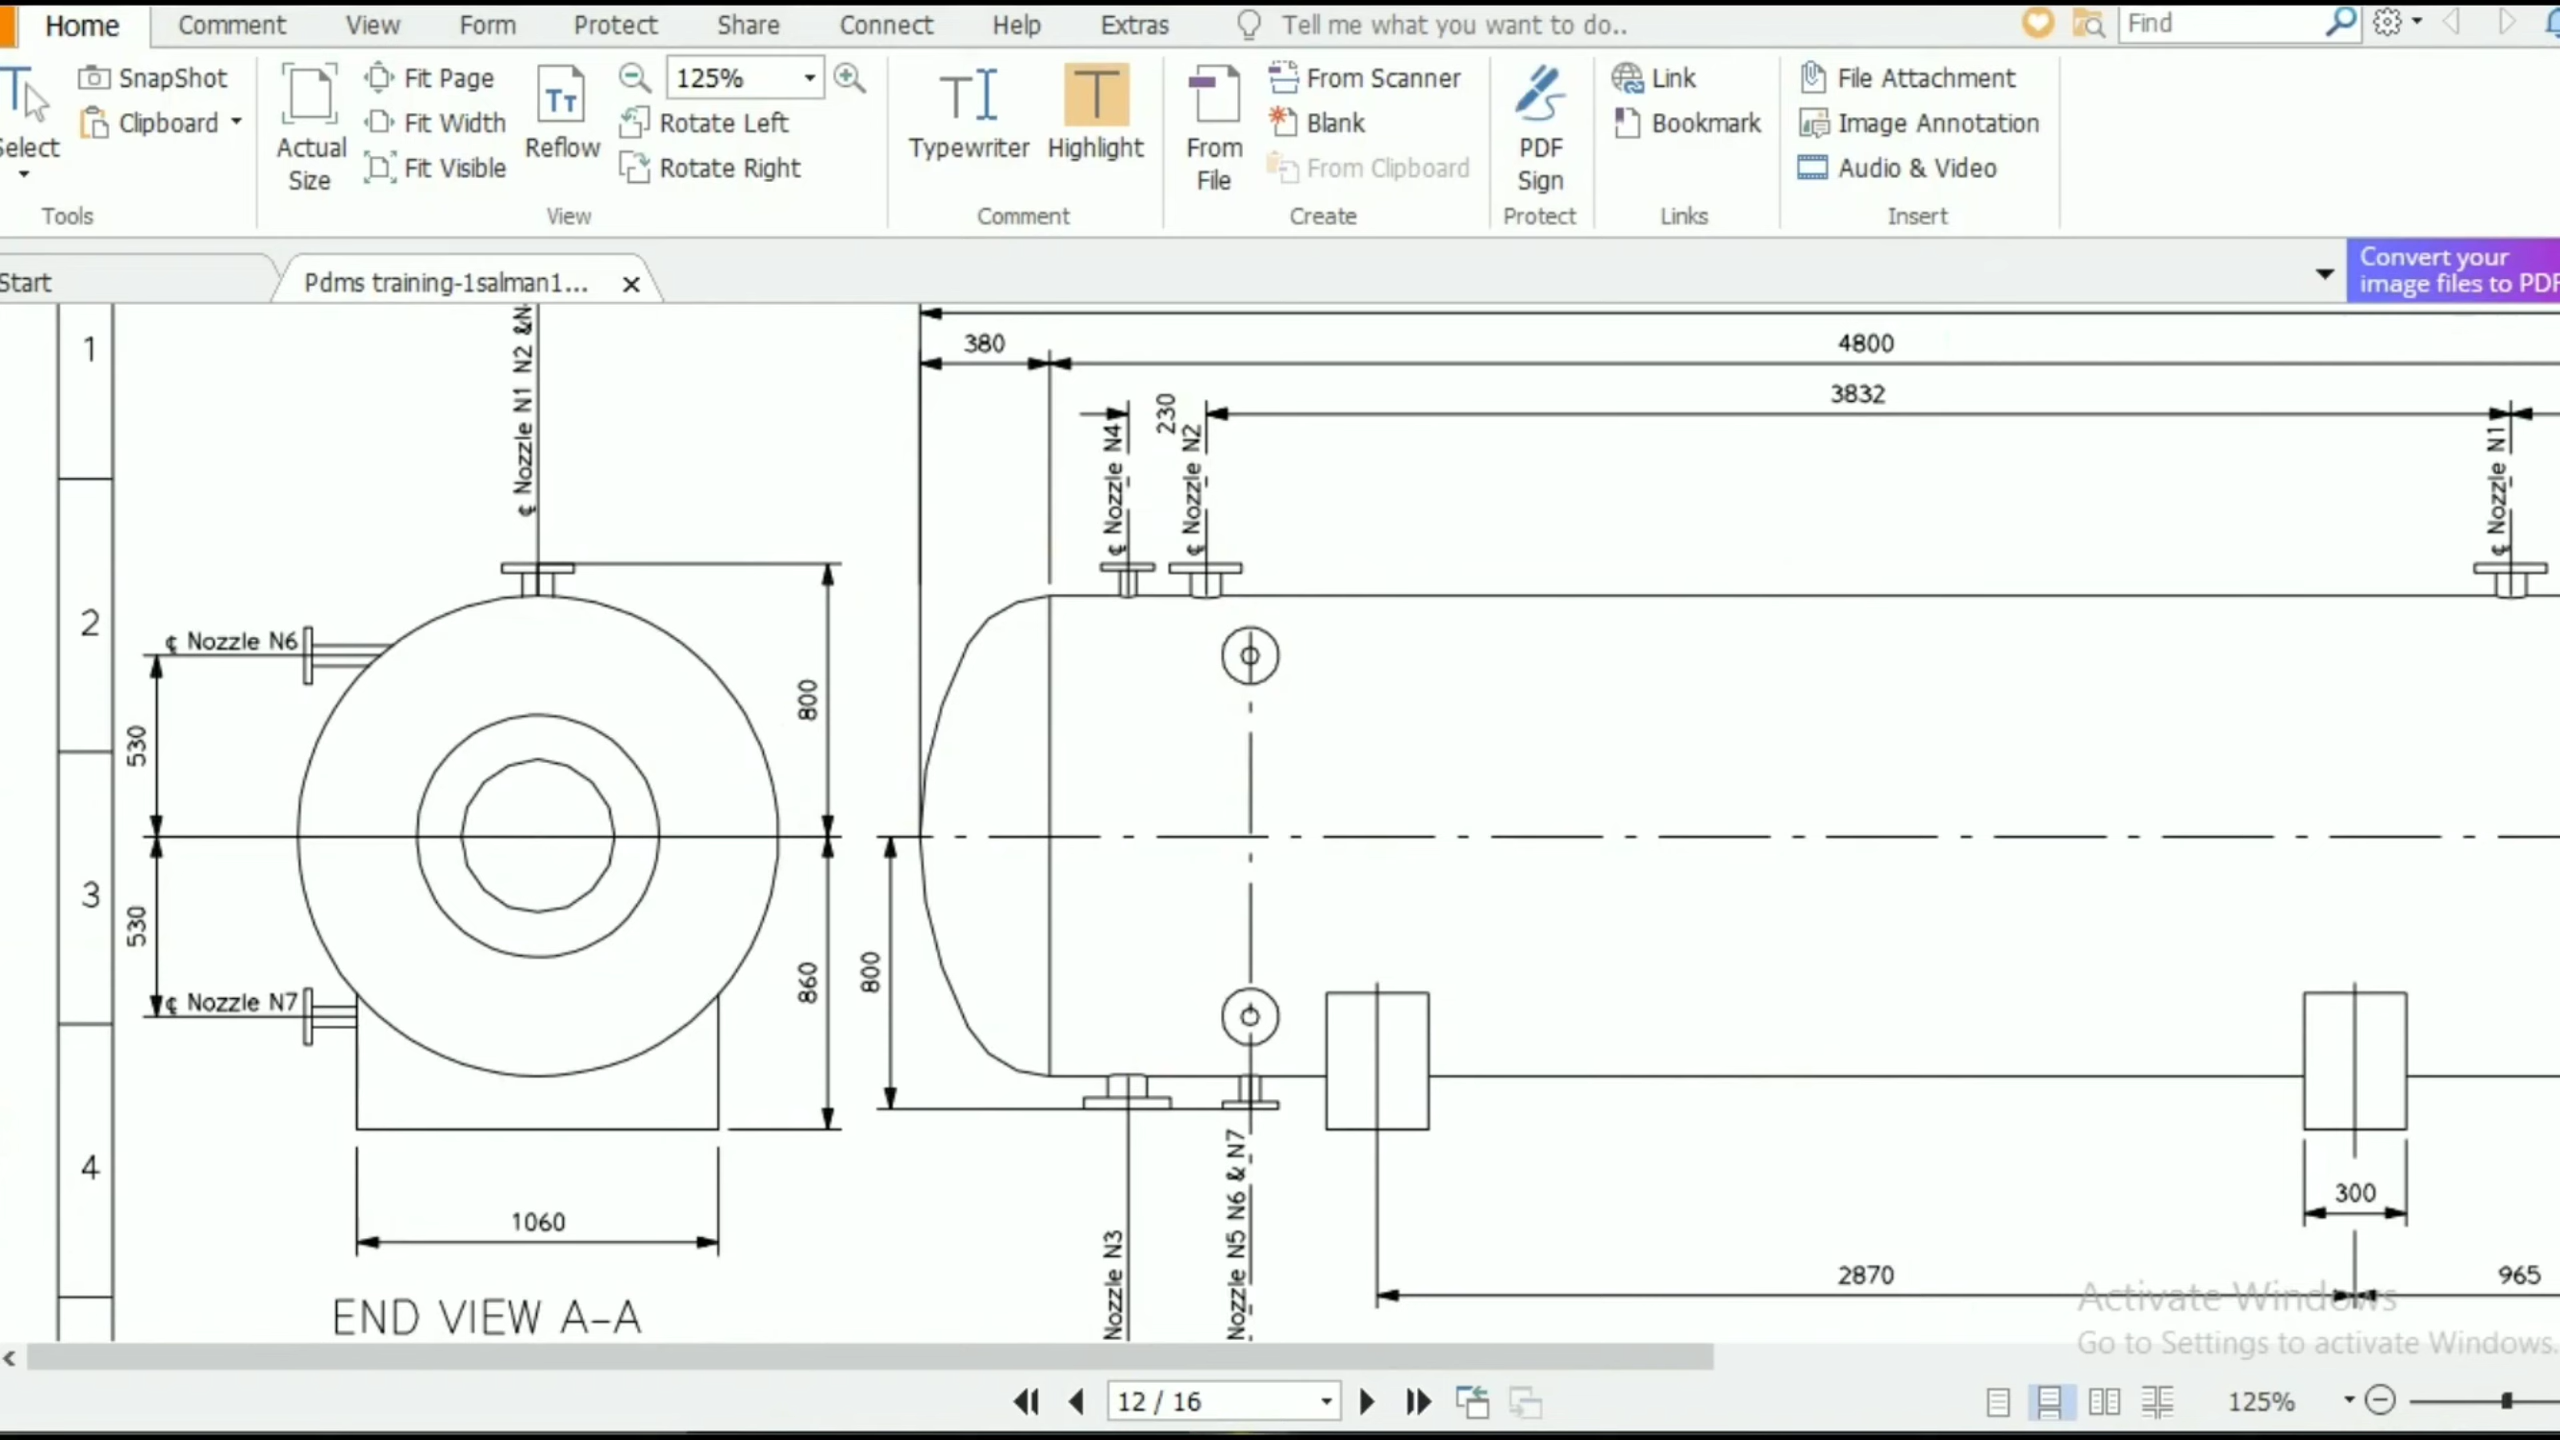 Home Comment View Form Protect Share Connect Help Extras Tell me what you want to do.. Find
Select
SnapShot
Clipboard
Tools
Actual
Size
Fit Page
Fit Width
Fit Visible
Reflow
125%
Rotate Left
Rotate Right
View
Typewriter
Highlight
Comment
From
File
From Scanner
Blank
From Clipboard
Create
PDF
Sign
Protect
Link
Bookmark
Links
File Attachment
Image Annotation
Audio & Video
Insert
Start
Pdms training-1salman1...
Convert your
image files to PDF
1
2
3
4
℄ Nozzle N1 N2 &N
℄ Nozzle N6
530
530
℄ Nozzle N7
800
860
1060
END VIEW A-A
380
4800
230
3832
℄ Nozzle N4
℄ Nozzle N2
℄ Nozzle N1
800
Nozzle N3
Nozzle N5 N6 & N7
300
2870
965
Activate Windows
Go to Settings to activate Windows.
12 / 16
125%